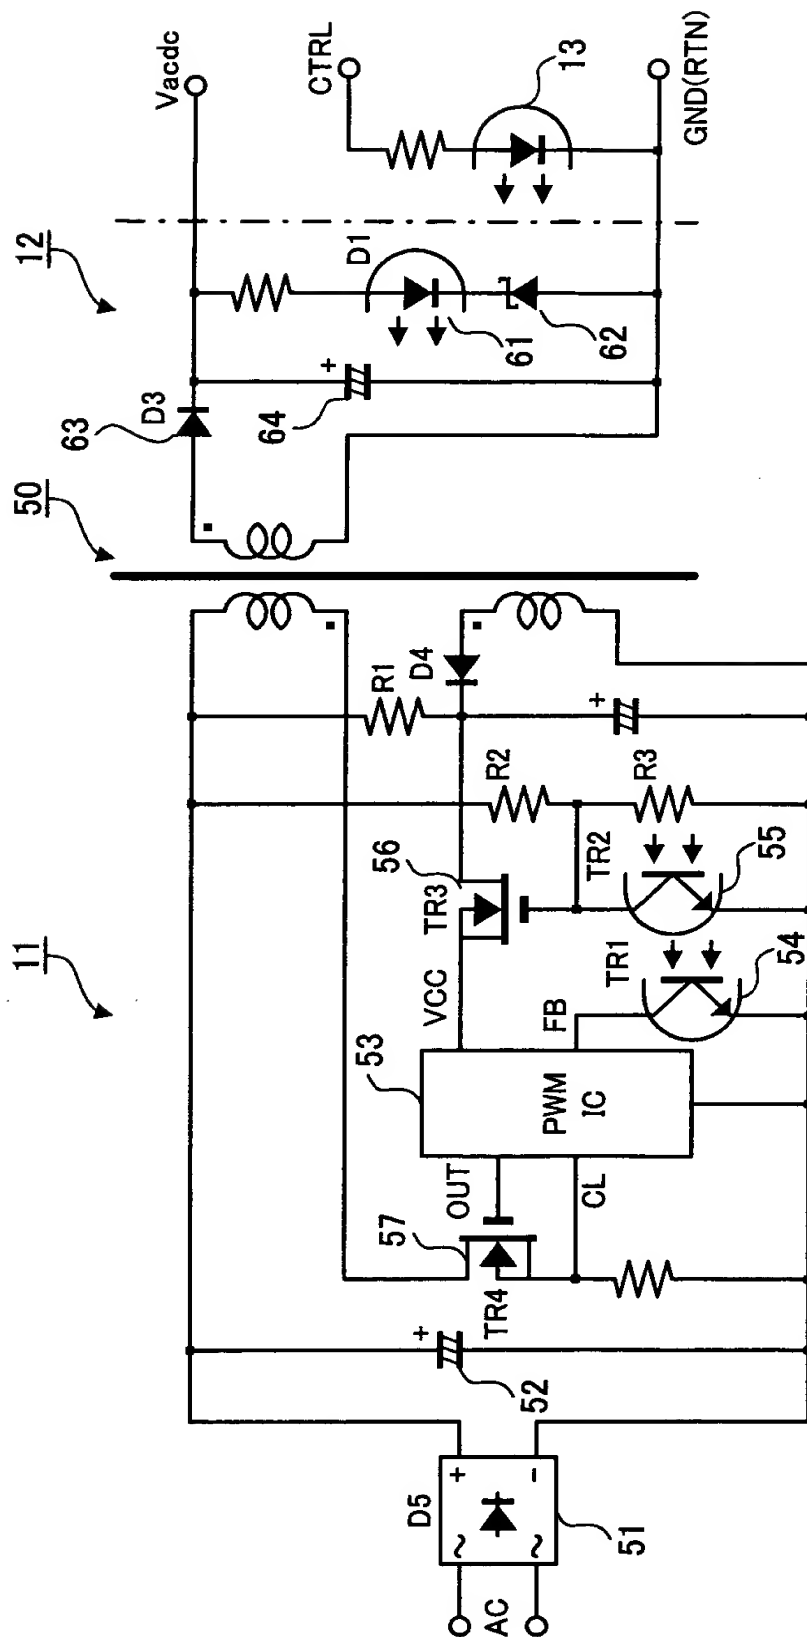 11
12
50
Vacdc
CTRL
13
GND(RTN)
D1
61
62
D3
63
+
64
R1
D4
+
R2
R3
56
TR3
TR2
55
VCC
TR1
54
FB
53
PWM
IC
OUT
CL
57
TR4
+
52
D5
+
-
~
~
51
AC